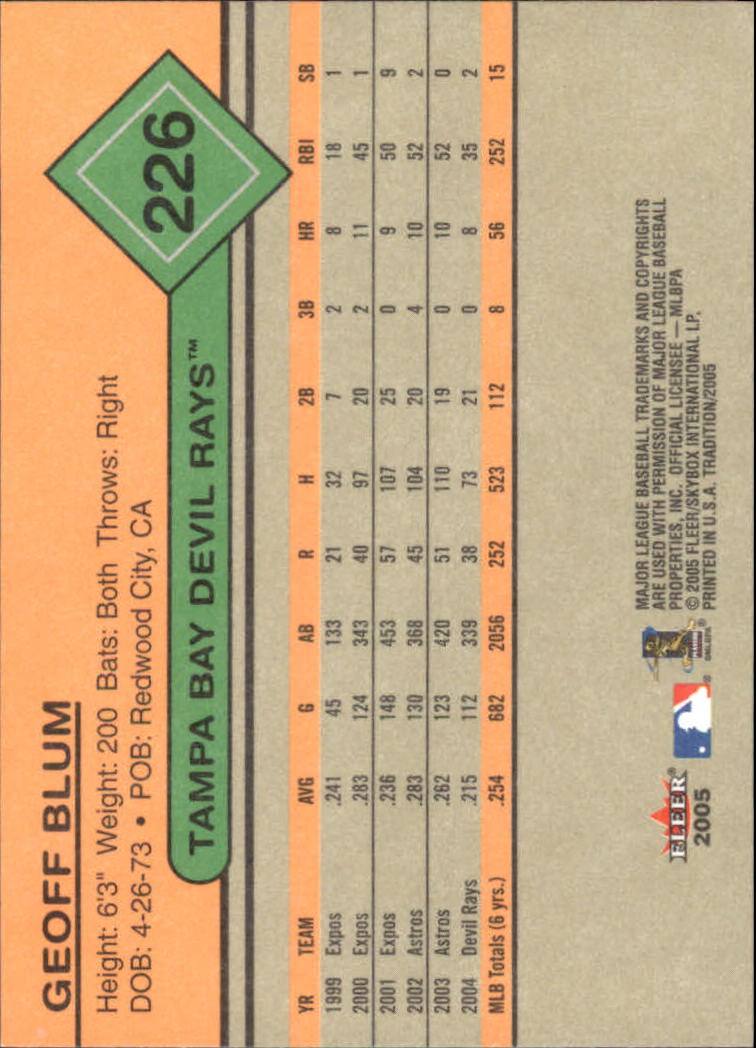 GEOFF BLUM
Height: 6'3" Weight: 200 Bats: Both Throws: Right
DOB: 4-26-73 • POB: Redwood City, CA
226
TAMPA BAY DEVIL RAYS™
YR TEAM AVG G AB R H 2B 3B HR RBI SB
1999 Expos .241 45 133 21 32 7 2 8 18 1
2000 Expos .283 124 343 40 97 20 2 11 45 1
2001 Expos .236 148 453 57 107 25 0 9 50 9
2002 Astros .283 130 368 45 104 20 4 10 52 2
2003 Astros .262 123 420 51 110 19 0 10 52 0
2004 Devil Rays .215 112 339 38 73 21 0 8 35 2
MLB Totals (6 yrs.) .254 682 2056 252 523 112 8 56 252 15
FLEER®
2005
MAJOR LEAGUE BASEBALL TRADEMARKS AND COPYRIGHTS
ARE USED WITH PERMISSION OF MAJOR LEAGUE BASEBALL
PROPERTIES, INC. OFFICIAL LICENSEE — MLBPA
© 2005 FLEER/SKYBOX INTERNATIONAL LP.
PRINTED IN U.S.A. TRADITION/2005